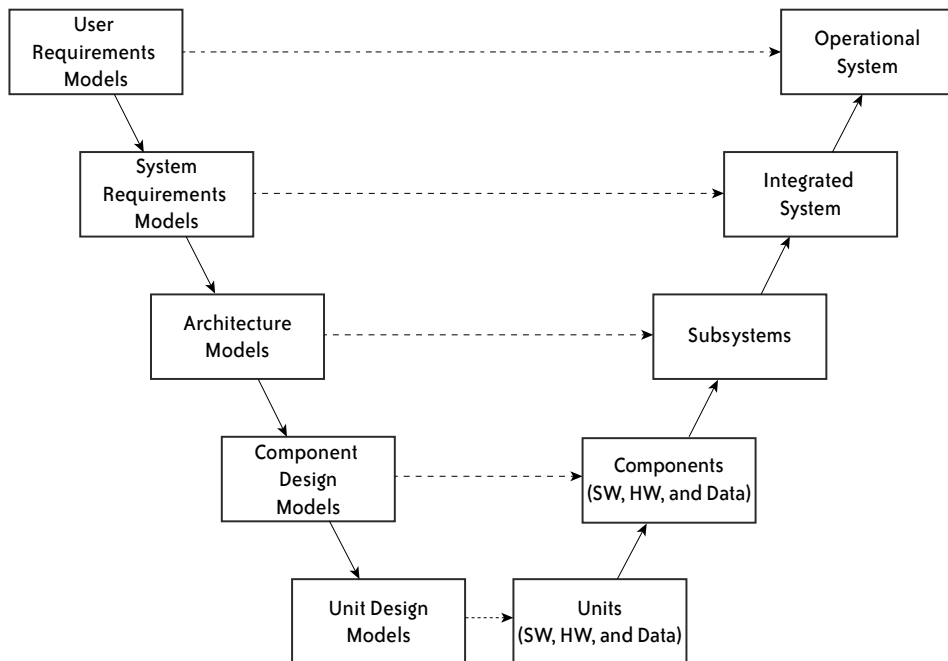 User
Requirements
Models
Operational
System
System
Requirements
Models
Integrated
System
Architecture
Models
Subsystems
Component
Design
Models
Components
(SW, HW, and Data)
Unit Design
Models
Units
(SW, HW, and Data)